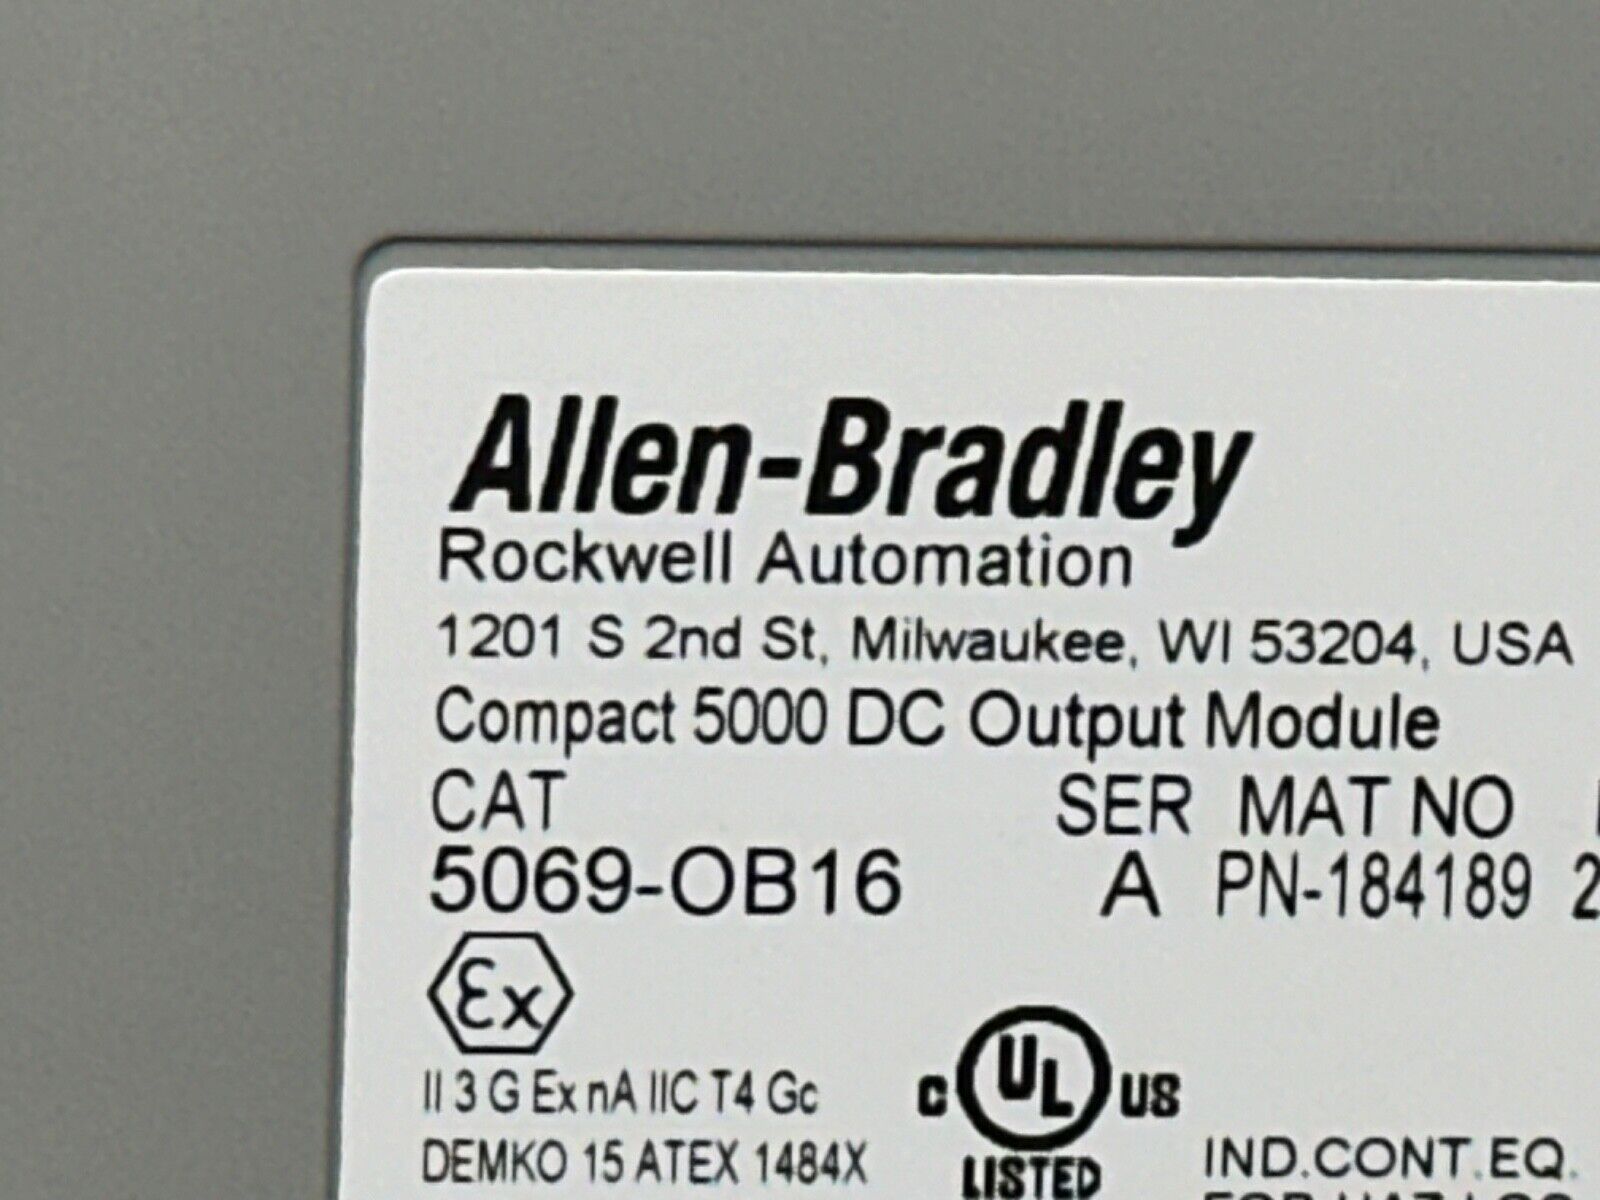 Allen-Bradley
Rockwell Automation
1201 S 2nd St, Milwaukee, WI 53204, USA
Compact 5000 DC Output Module
CAT SER MAT NO
5069-OB16 A PN-184189 2
Ex
II 3 G Ex nA IIC T4 Gc
C UL US
DEMKO 15 ATEX 1484X
LISTED
IND.CONT.EQ.